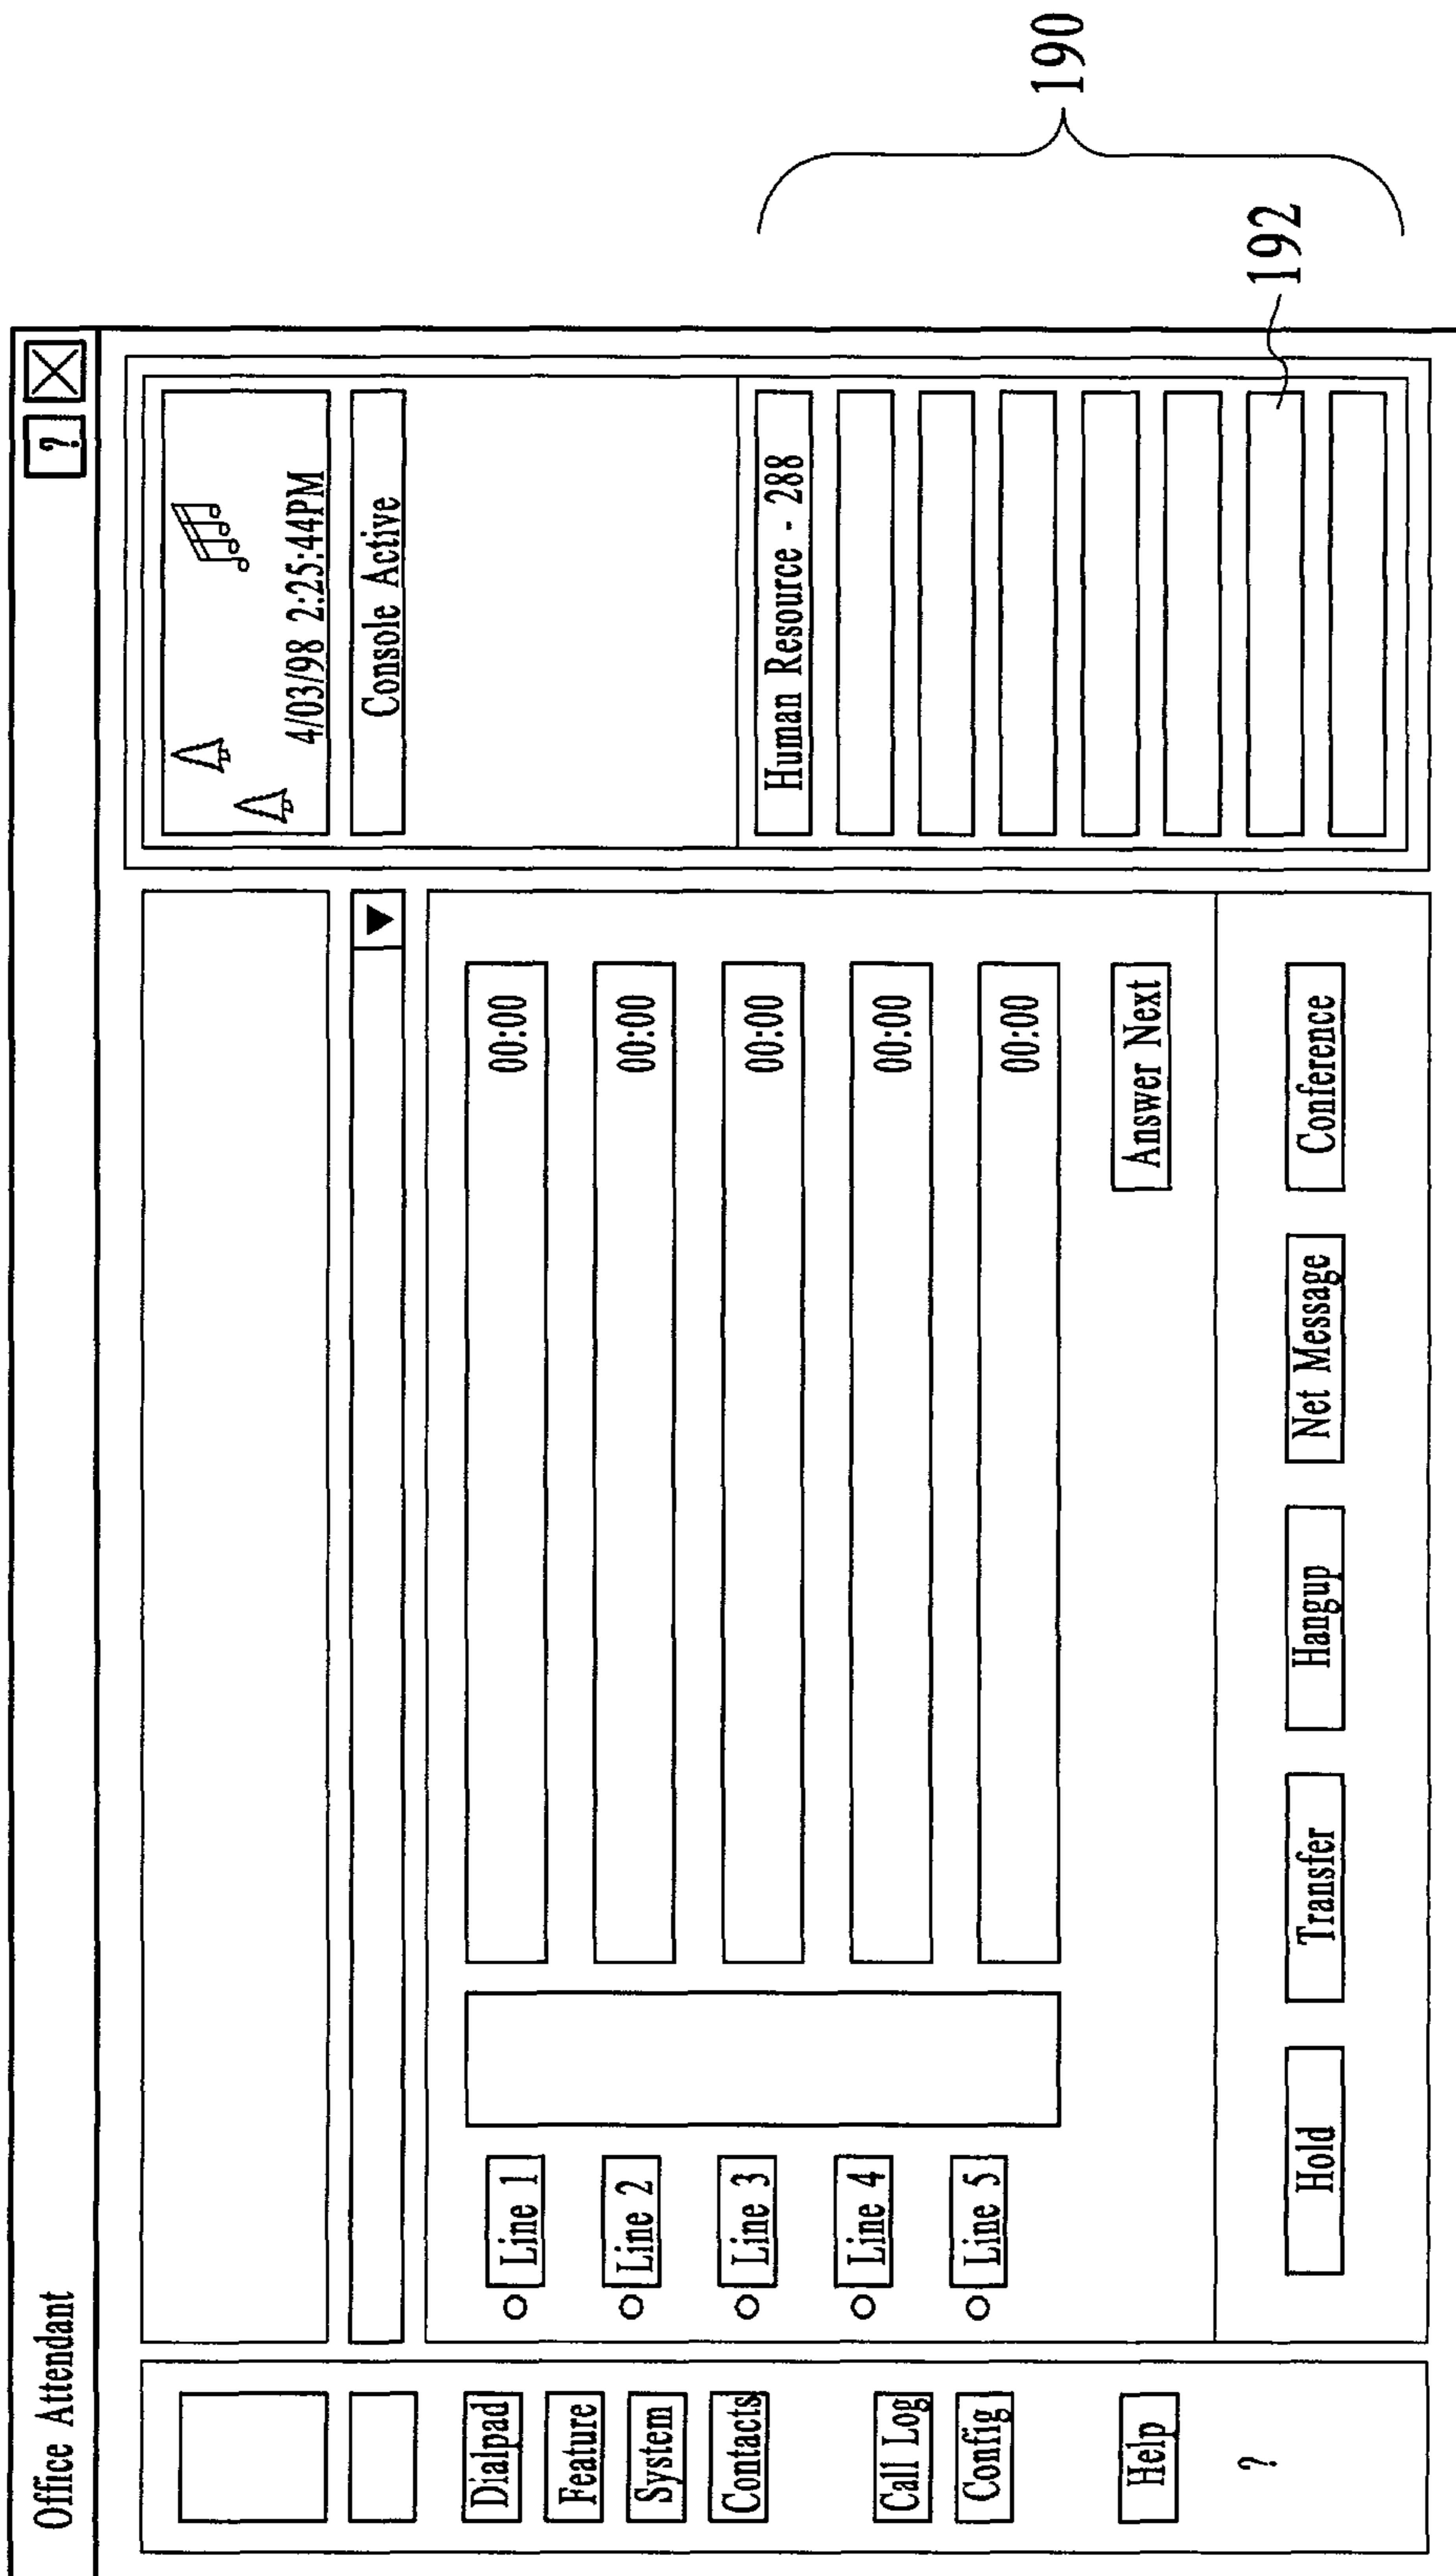 Office Attendant
?
4/03/98 2:25:44PM
Console Active
Dialpad
Feature
System
Contacts
Call Log
Config
Help
?
Line 1
00:00
Line 2
00:00
Line 3
00:00
Line 4
00:00
Line 5
00:00
Answer Next
Hold
Transfer
Hangup
Net Message
Conference
Human Resource - 288
192
190